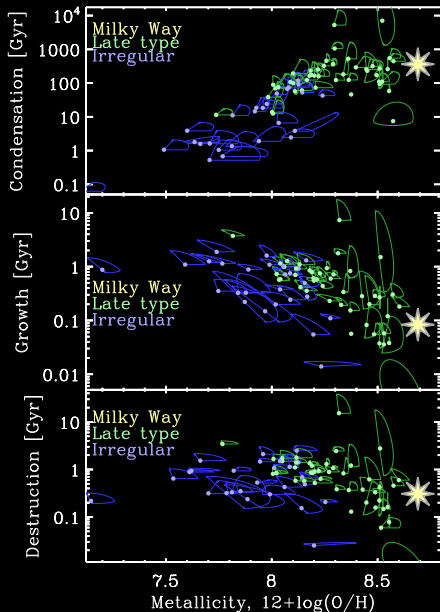 Condensation [Gyr]
1000
100
10
1
0.1
Milky Way
Late type
Irregular
Growth [Gyr]
10
1
0.1
0.01
Milky Way
Late type
Irregular
Destruction [Gyr]
10
1
0.1
Milky Way
Late type
Irregular
7.5
8.0
8.5
Metallicity, 12+log(O/H)